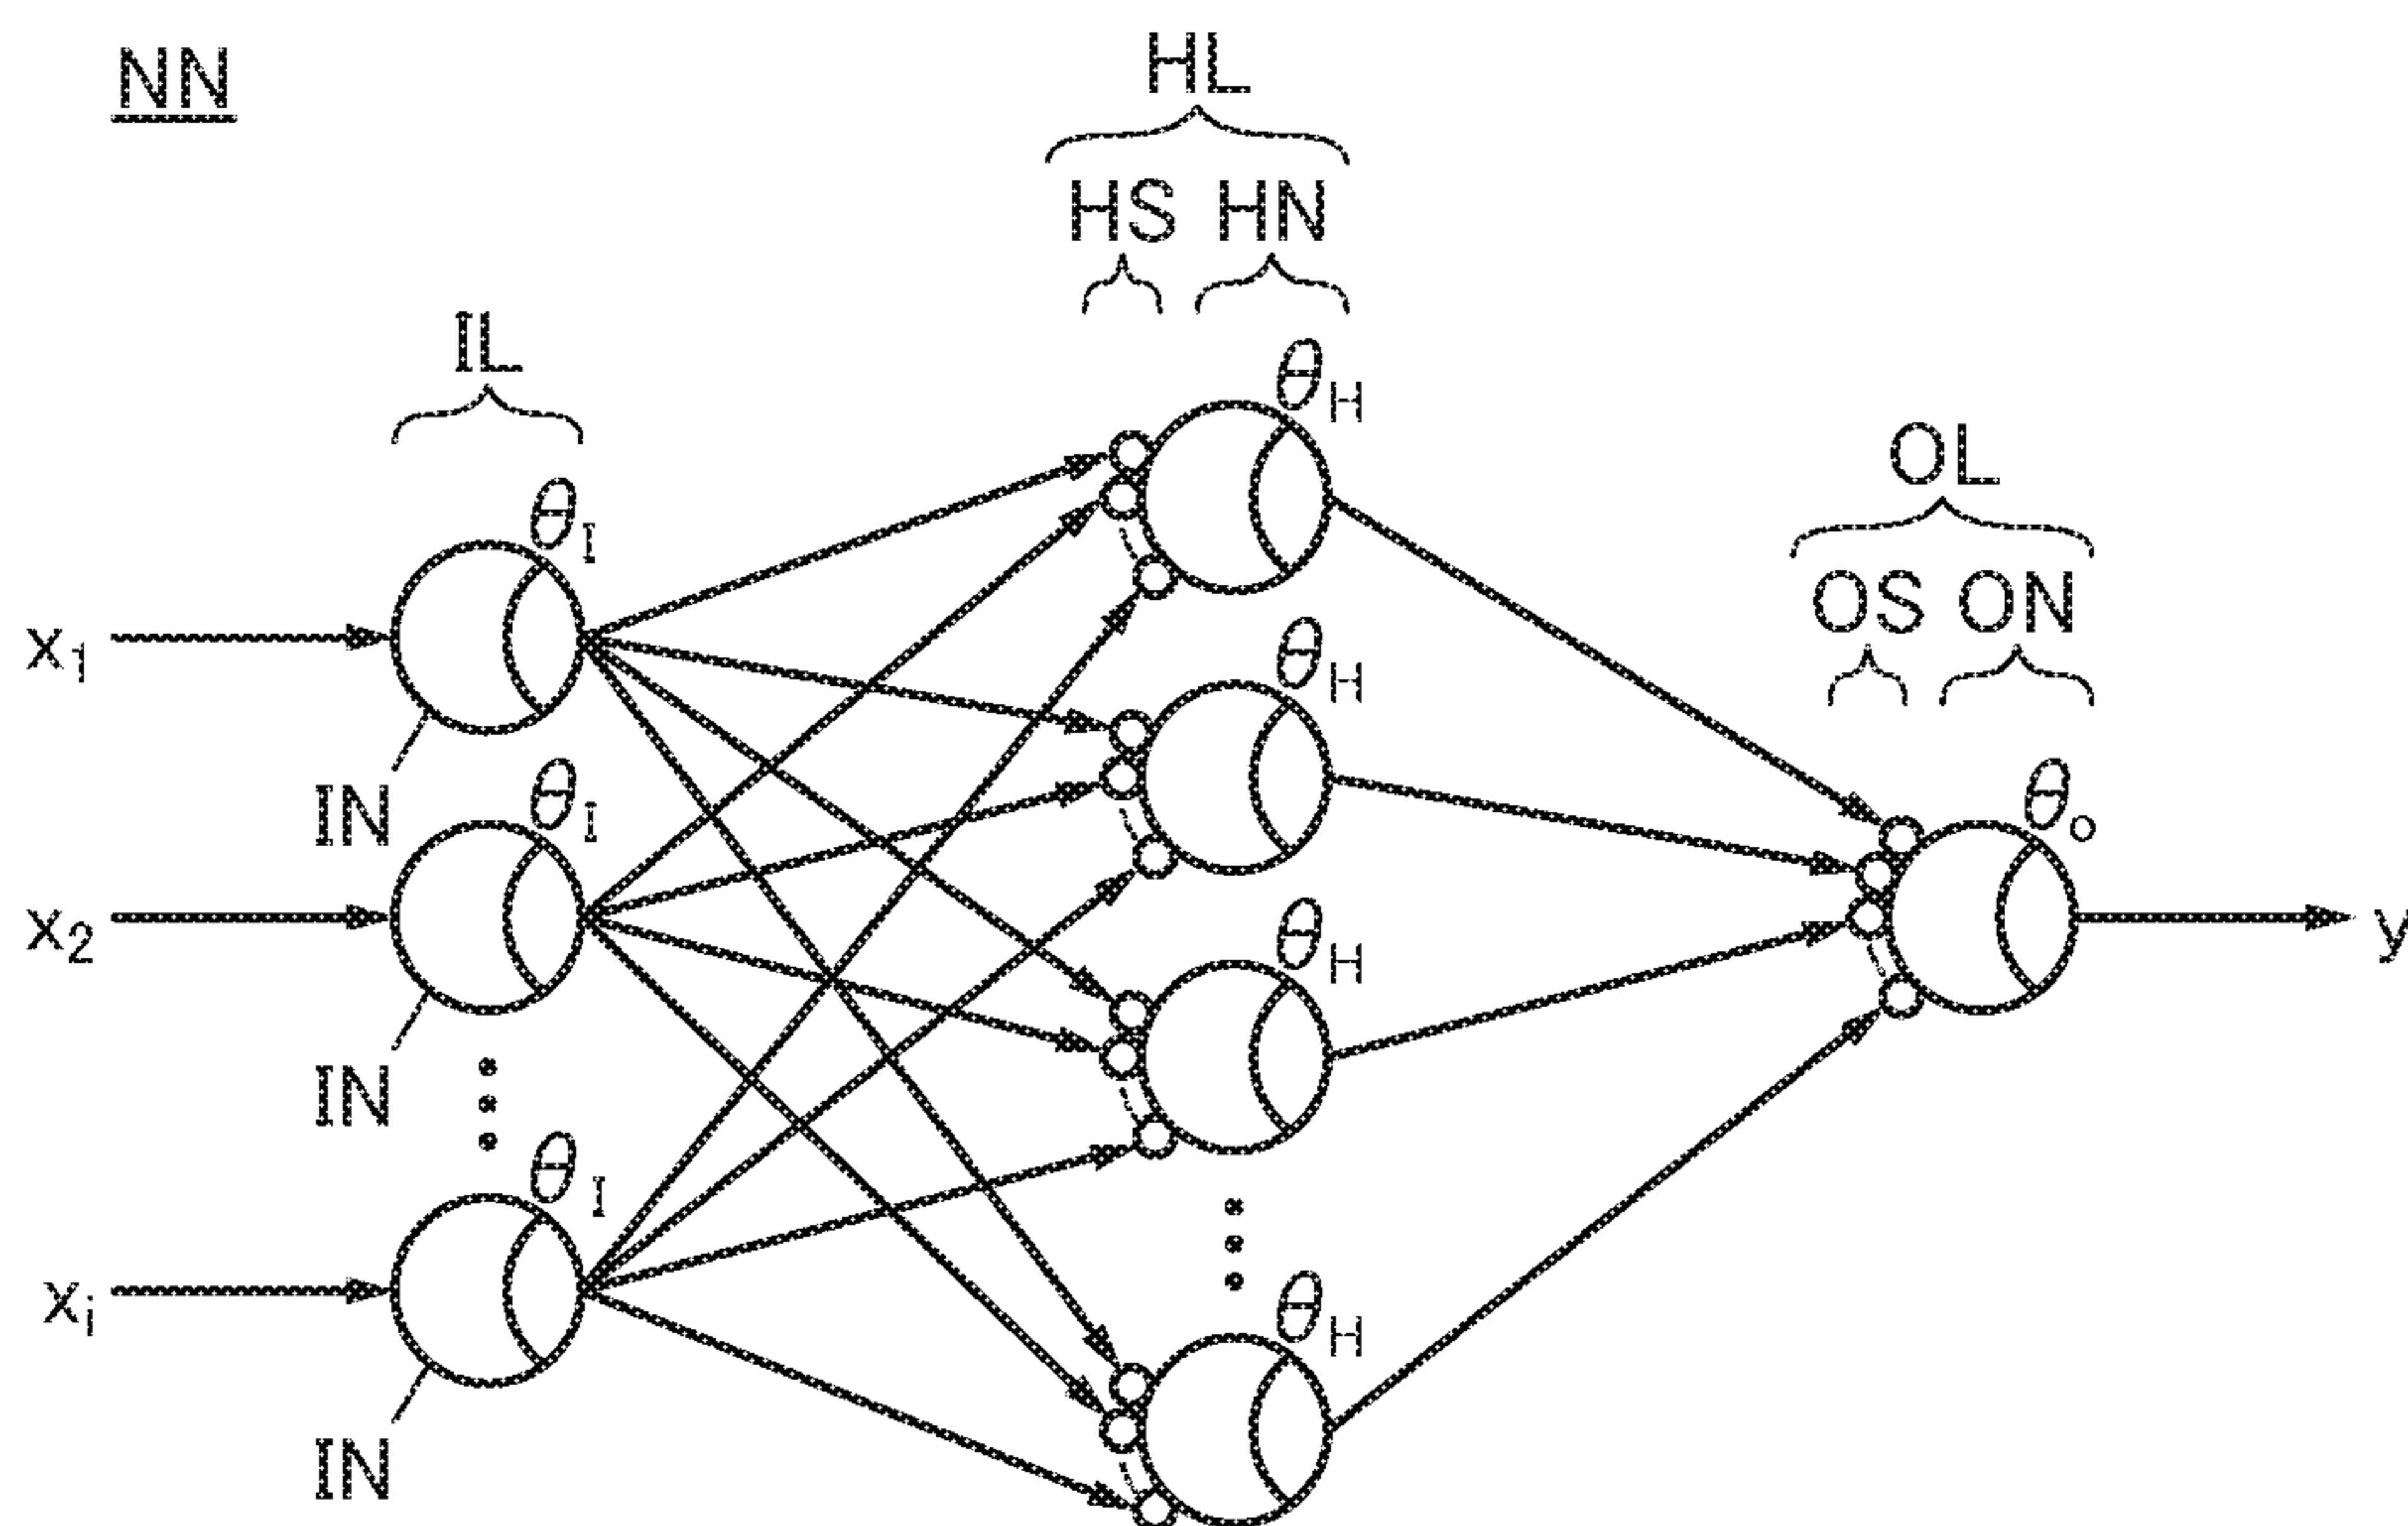 NN
HL
HS HN
IL
θH
OL
θI
OS ON
x1
θH
IN
θI
θo
x2
y
θH
IN
θI
xi
θH
IN